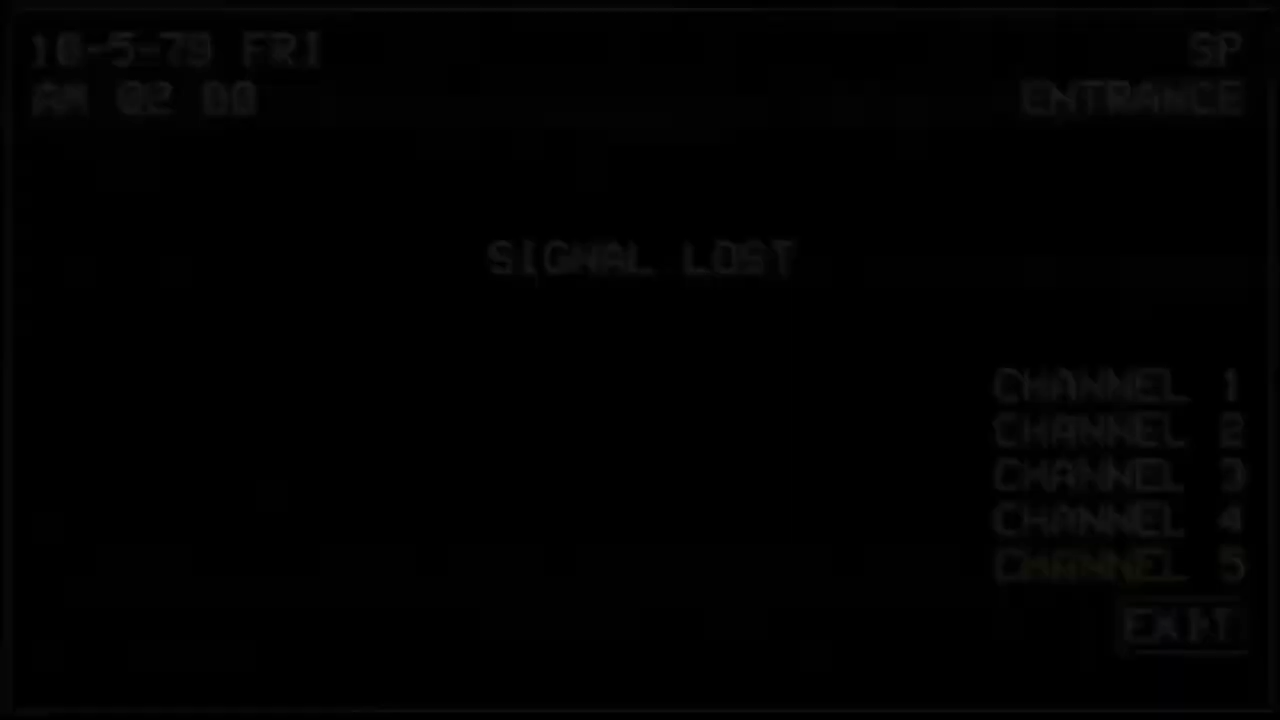 10-5-79 FRI
AM 02 00
SP
ENTRANCE
SIGNAL LOST
CHANNEL 1
CHANNEL 2
CHANNEL 3
CHANNEL 4
CHANNEL 5
EXIT